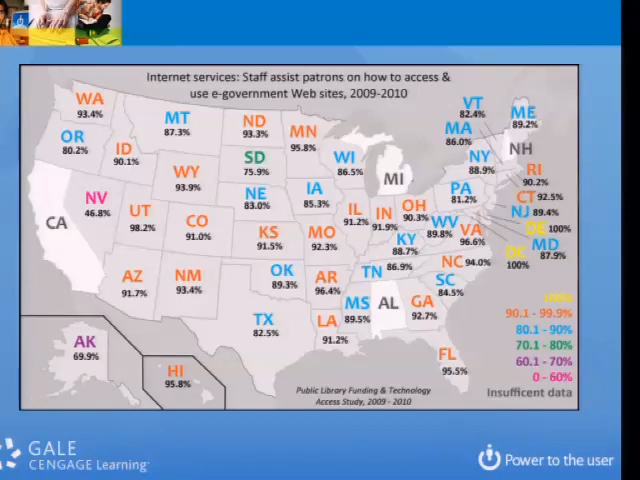 Internet services: Staff assist patrons on how to access &
use e-government Web sites, 2009-2010
WA
93.4%
OR
80.2%
ID
90.1%
MT
87.3%
ND
93.3%
MN
95.8%
SD
75.9%
WI
86.5%
MI
VT
82.4%
ME
89.2%
MA
86.0%
NH
NY
88.9%
RI
90.2%
CT 92.5%
NJ 89.4%
DE 100%
MD
87.9%
DC
100%
PA
81.2%
WY
93.9%
NE
83.0%
IA
85.3%
NV
46.8%
CA
UT
98.2%
CO
91.0%
KS
91.5%
MO
92.3%
IL
91.2%
IN
91.9%
OH
90.3%
WV
89.8%
VA
96.6%
KY
88.7%
NC 94.0%
TN 86.9%
SC
84.5%
AZ
91.7%
NM
93.4%
OK
89.3%
AR
96.4%
MS
89.5%
AL
GA
92.7%
TX
82.5%
LA
91.2%
FL
95.5%
AK
69.9%
HI
95.8%
100%
90.1 - 99.9%
80.1 - 90%
70.1 - 80%
60.1 - 70%
0 - 60%
Insufficent data
Public Library Funding & Technology
Access Study, 2009 - 2010
GALE
CENGAGE Learning
Power to the user